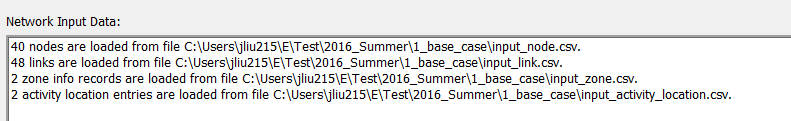 Network Input Data:
40 nodes are loaded from file C:\Users\jliu215\E\Test\2016_Summer\1_base_case\input_node.csv.
48 links are loaded from file C:\Users\jliu215\E\Test\2016_Summer\1_base_case\input_link.csv.
2 zone info records are loaded from file C:\Users\jliu215\E\Test\2016_Summer\1_base_case\input_zone.csv.
2 activity location entries are loaded from file C:\Users\jliu215\E\Test\2016_Summer\1_base_case\input_activity_location.csv.